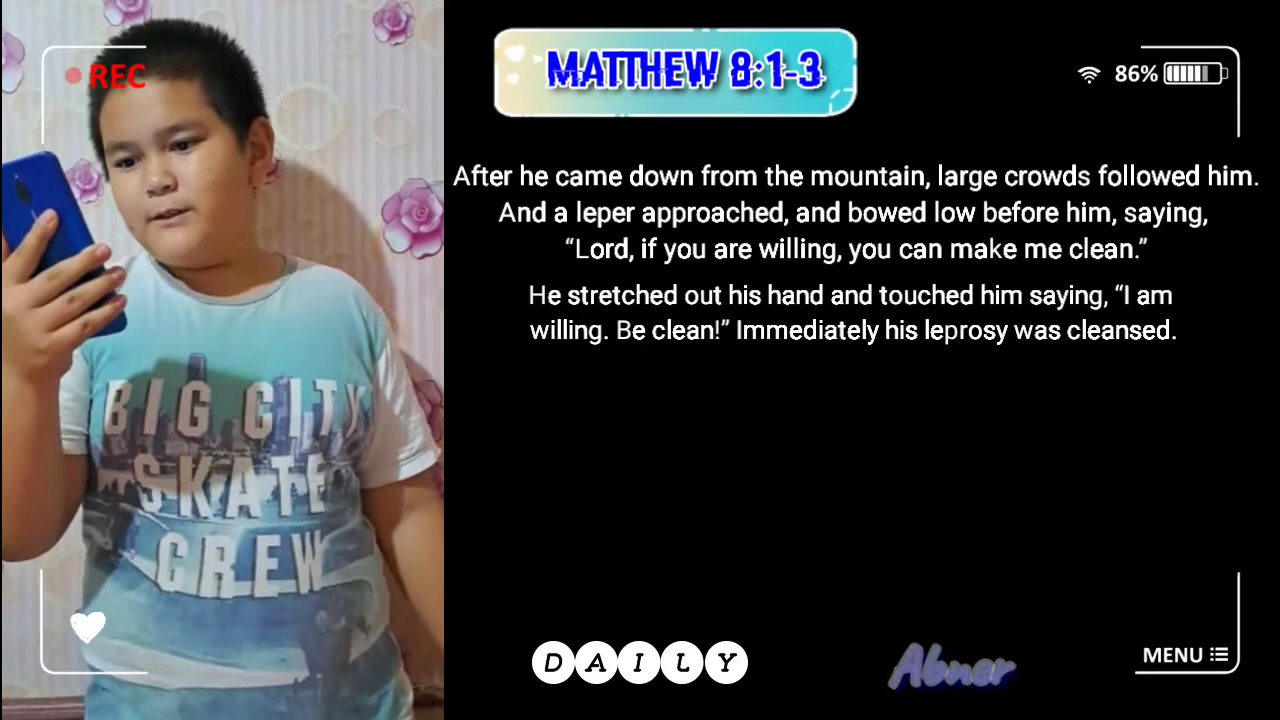 REC
MATTHEW 8:1-3
86%
After he came down from the mountain, large crowds followed him.
And a leper approached, and bowed low before him, saying,
“Lord, if you are willing, you can make me clean.”
He stretched out his hand and touched him saying, “I am
willing. Be clean!” Immediately his leprosy was cleansed.
BIG CITY
SKATE
CREW
DAILY
Abner
MENU